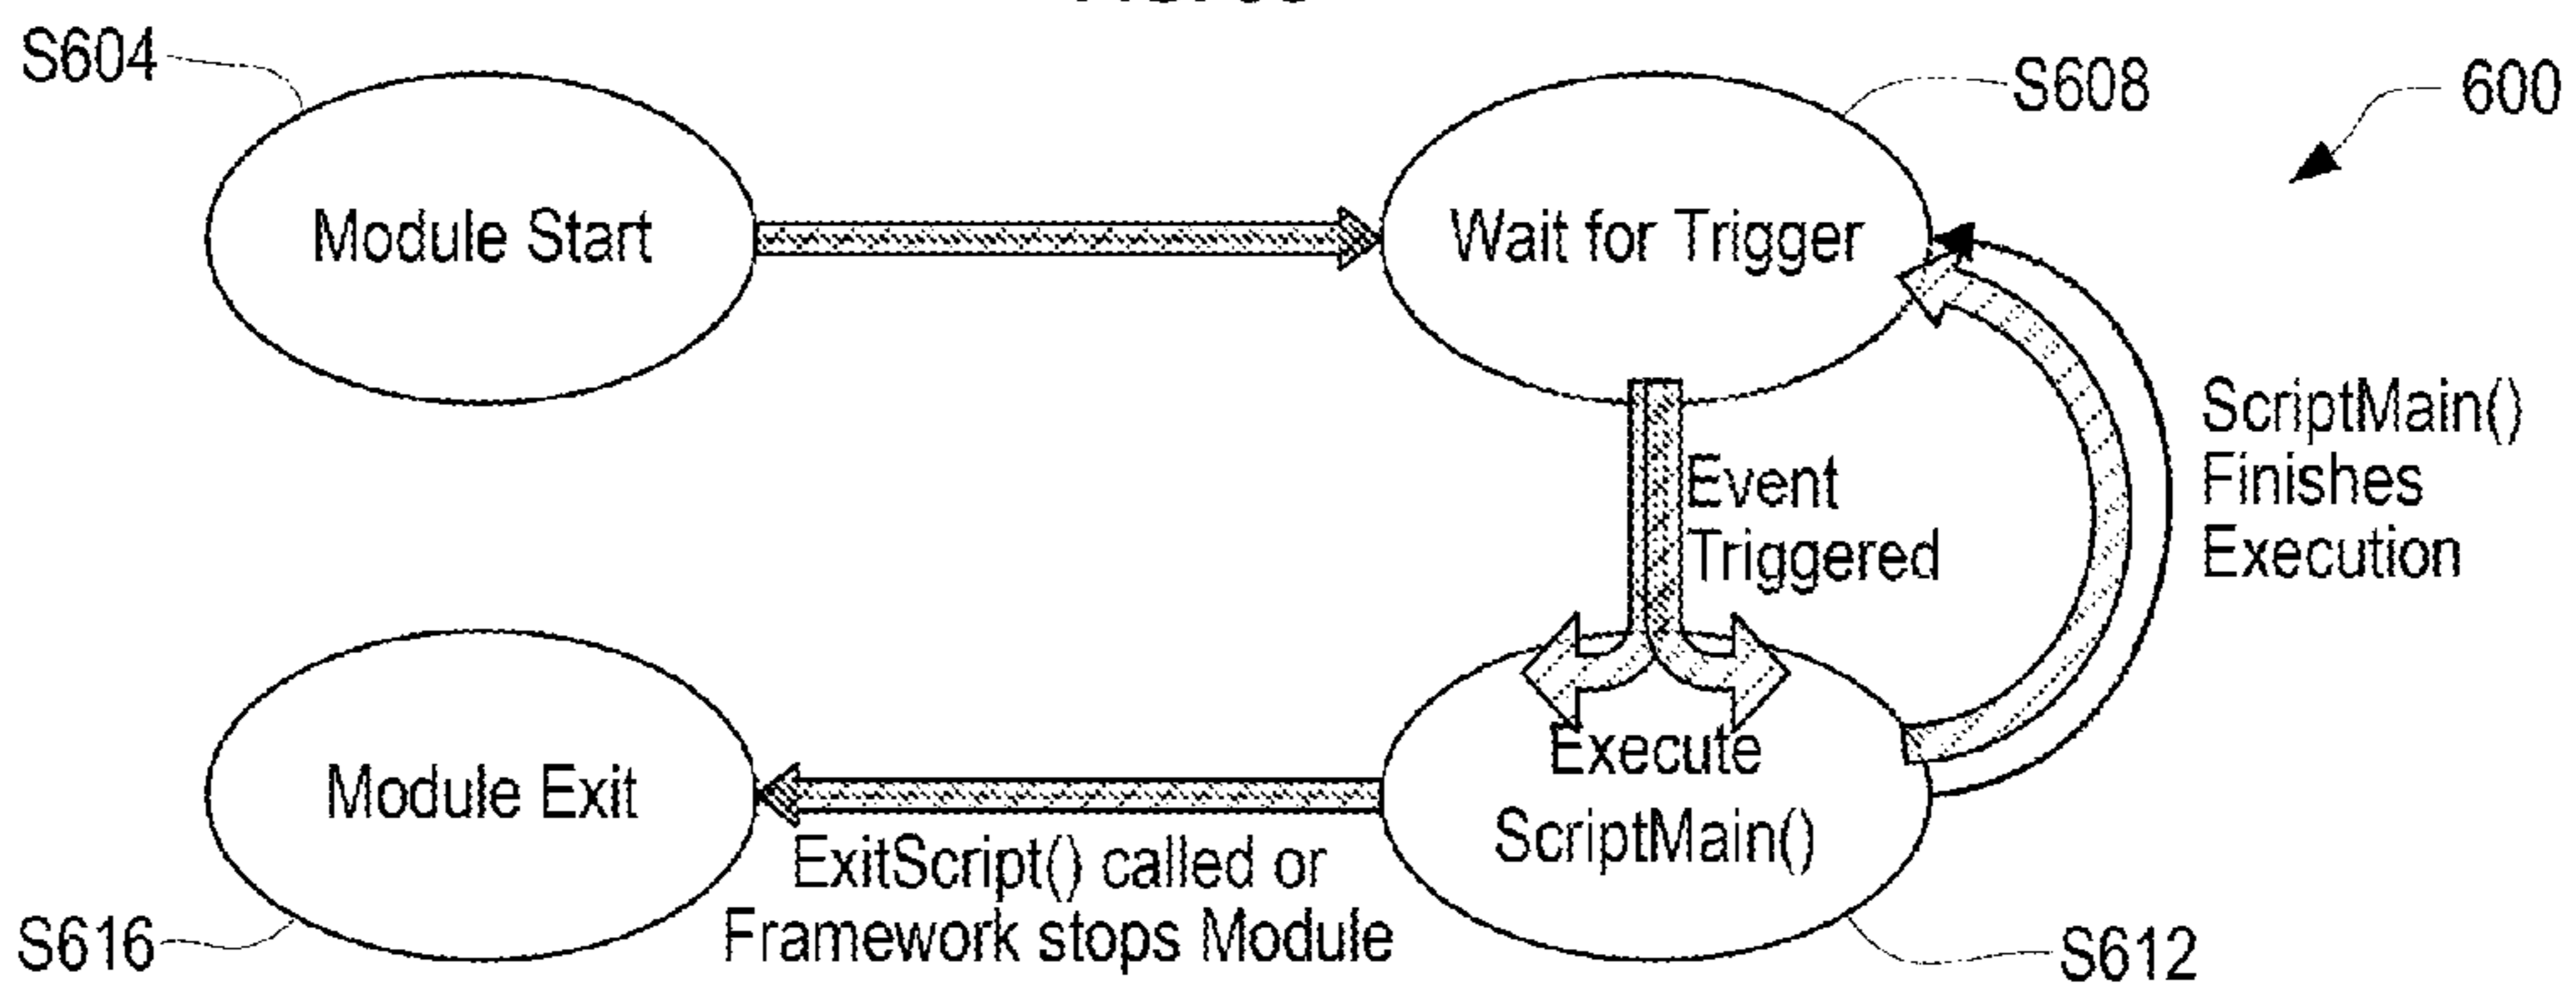 S604
S608
600
Module Start
Wait for Trigger
ScriptMain()
Finishes
Execution
Event
Triggered
Module Exit
Execute
ScriptMain()
ExitScript() called or
Framework stops Module
S616
S612